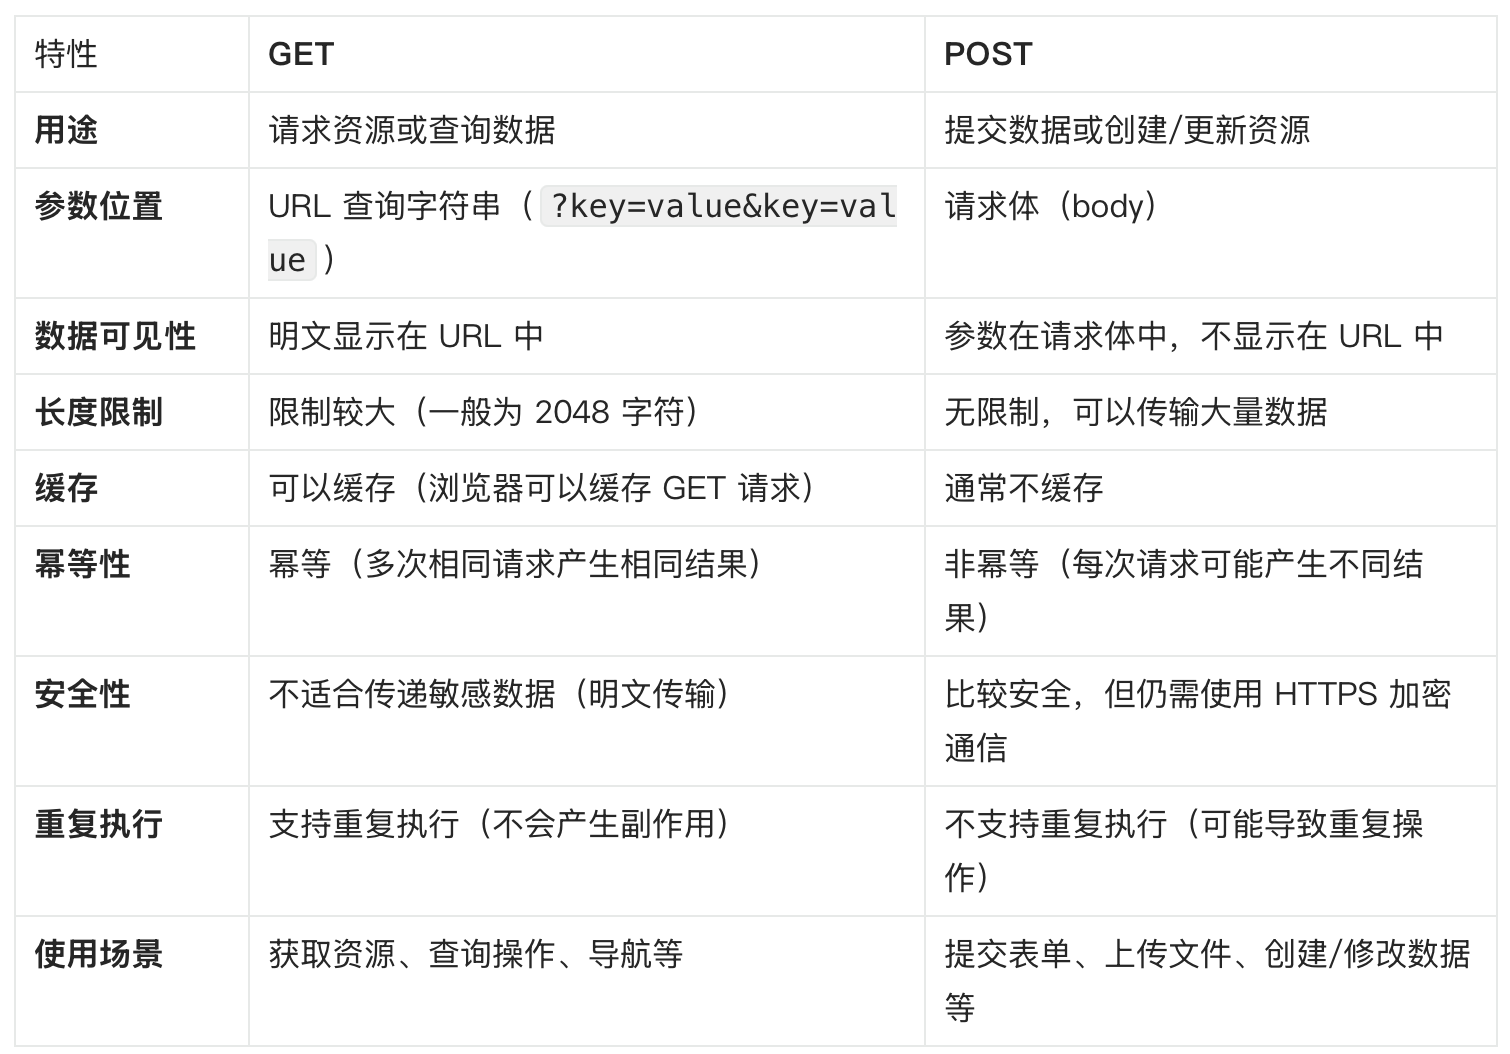 特性
GET
POST
用途
请求资源或查询数据
提交数据或创建/更新资源
参数位置
URL 查询字符串（ ?key=value&key=val
ue ）
请求体（body）
数据可见性
明文显示在 URL 中
参数在请求体中，不显示在 URL 中
长度限制
限制较大（一般为 2048 字符）
无限制，可以传输大量数据
缓存
可以缓存（浏览器可以缓存 GET 请求）
通常不缓存
幂等性
幂等（多次相同请求产生相同结果）
非幂等（每次请求可能产生不同结
果）
安全性
不适合传递敏感数据（明文传输）
比较安全，但仍需使用 HTTPS 加密
通信
重复执行
支持重复执行（不会产生副作用）
不支持重复执行（可能导致重复操
作）
使用场景
获取资源、查询操作、导航等
提交表单、上传文件、创建/修改数据
等